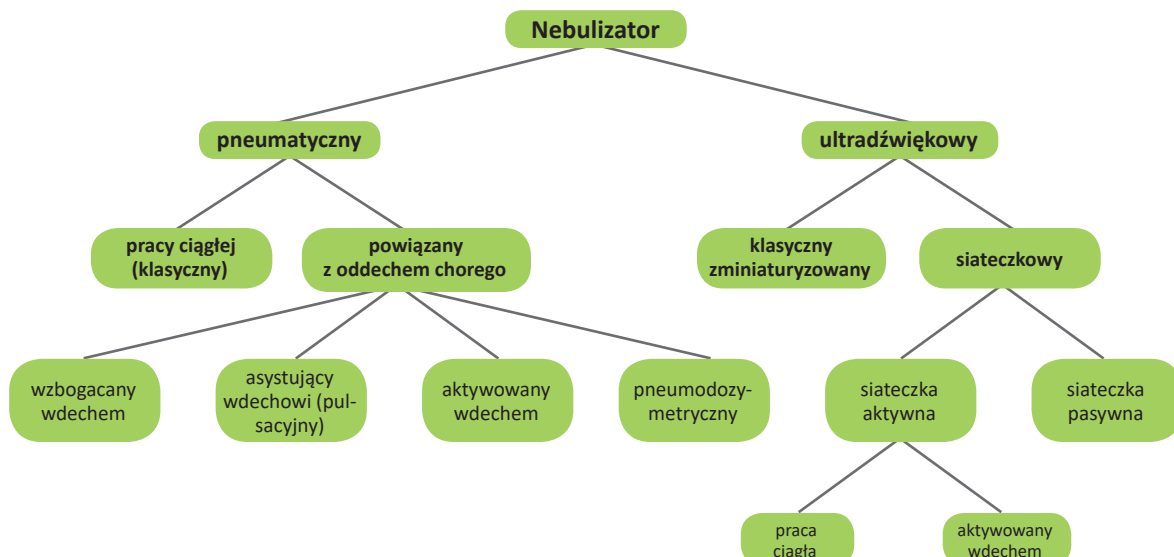 Nebulizator
pneumatyczny
ultradźwiękowy
pracy ciągłej
(klasyczny)
powiązany
z oddechem chorego
klasyczny
zminiaturyzowany
siateczkowy
wzbogacany
wdechem
asystujący
wdechowi (pul-
sacyjny)
aktywowany
wdechem
pneumodozy-
metryczny
siateczka
aktywna
siateczka
pasywna
praca
ciągła
aktywowany
wdechem